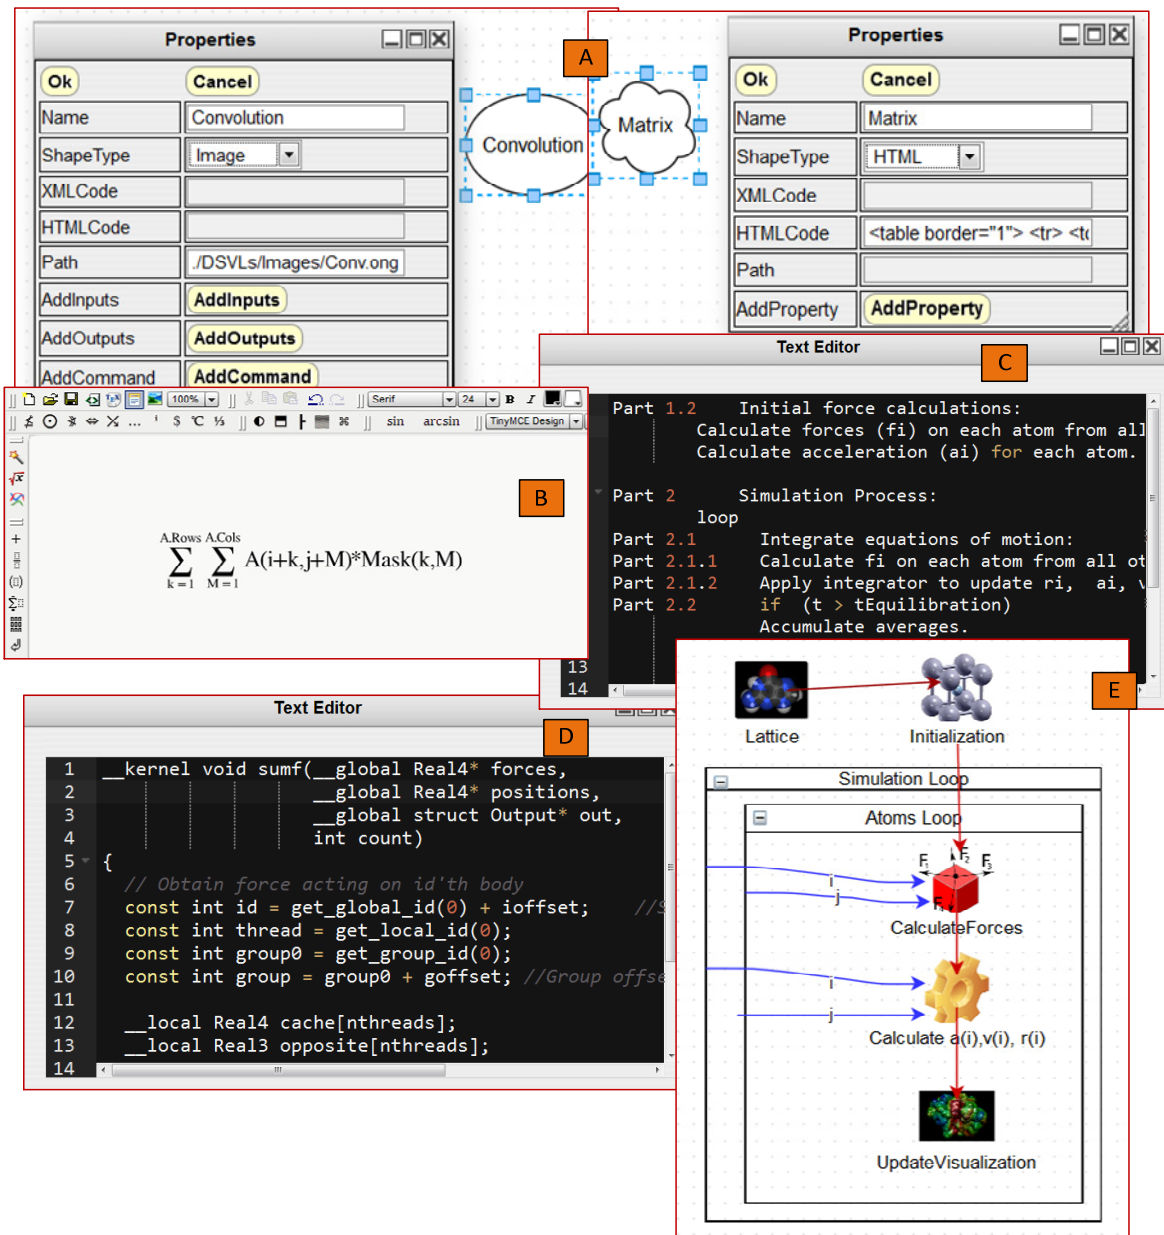 Properties
Ok Cancel
Name Convolution
ShapeType Image
XMLCode
HTMLCode
Path ./DSVLs/Images/Conv.ong
AddInputs AddInputs
AddOutputs AddOutputs
AddCommand AddCommand
Convolution
A
Matrix
Properties
Ok Cancel
Name Matrix
ShapeType HTML
XMLCode
HTMLCode <table border="1"> <tr> <t
Path
AddProperty AddProperty
100% Serif 24 B I
... $ °C ⅓ sin arcsin TinyMCE Design
B
A.Rows A.Cols
∑ ∑ A(i+k,j+M)*Mask(k,M)
k = 1 M = 1
Text Editor
C
Part 1.2 Initial force calculations:
Calculate forces (fi) on each atom from all
Calculate acceleration (ai) for each atom.
Part 2 Simulation Process:
loop
Part 2.1 Integrate equations of motion:
Part 2.1.1 Calculate fi on each atom from all ot
Part 2.1.2 Apply integrator to update ri, ai,
Part 2.2 if (t > tEquilibration)
Accumulate averages.
13
14
Text Editor
D
1 __kernel void sumf(__global Real4* forces,
2 __global Real4* positions,
3 __global struct Output* out,
4 int count)
5 {
6 // Obtain force acting on id'th body
7 const int id = get_global_id(0) + ioffset; //S
8 const int thread = get_local_id(0);
9 const int group0 = get_group_id(0);
10 const int group = group0 + goffset; //Group offse
11
12 __local Real4 cache[nthreads];
13 __local Real3 opposite[nthreads];
14
E
Lattice Initialization
Simulation Loop
Atoms Loop
F₁ F₂ F₃
i
j
CalculateForces
i
j
Calculate a(i),v(i), r(i)
UpdateVisualization